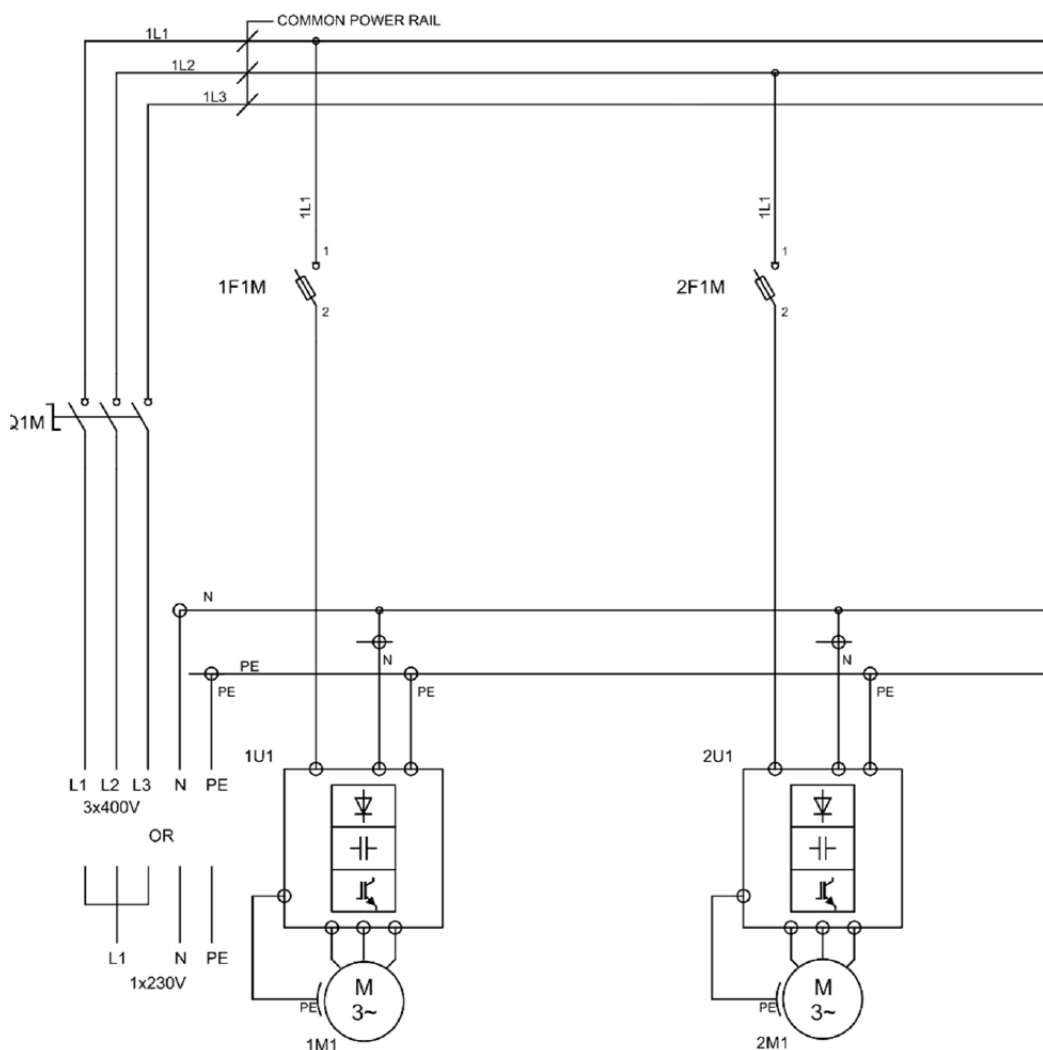 COMMON POWER RAIL
1L1
1L2
1L3
1L1
1L1
1
1
1F1M
2F1M
2
2
Q1M
N
N
N
PE
PE
PE
PE
1U1
2U1
L1 L2 L3 N PE
3x400V
OR
L1 N PE
1x230V
M
3~
PE
1M1
M
3~
PE
2M1